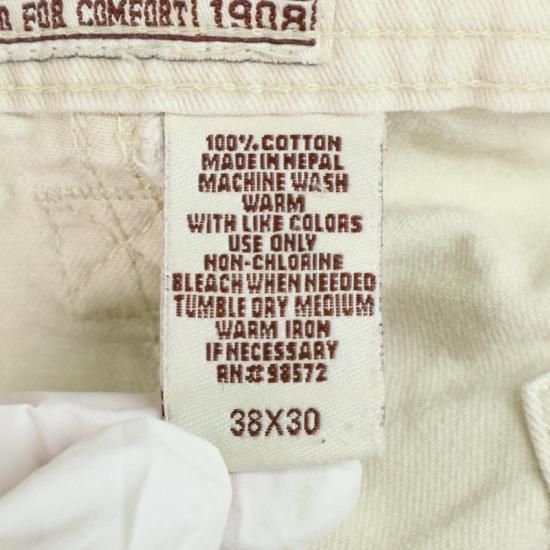 FOR COMFORT! 1908!
100% COTTON
MADE IN NEPAL
MACHINE WASH
WARM
WITH LIKE COLORS
USE ONLY
NON-CHLORINE
BLEACH WHEN NEEDED
TUMBLE DRY MEDIUM
WARM IRON
IF NECESSARY
RN#98572
38X30